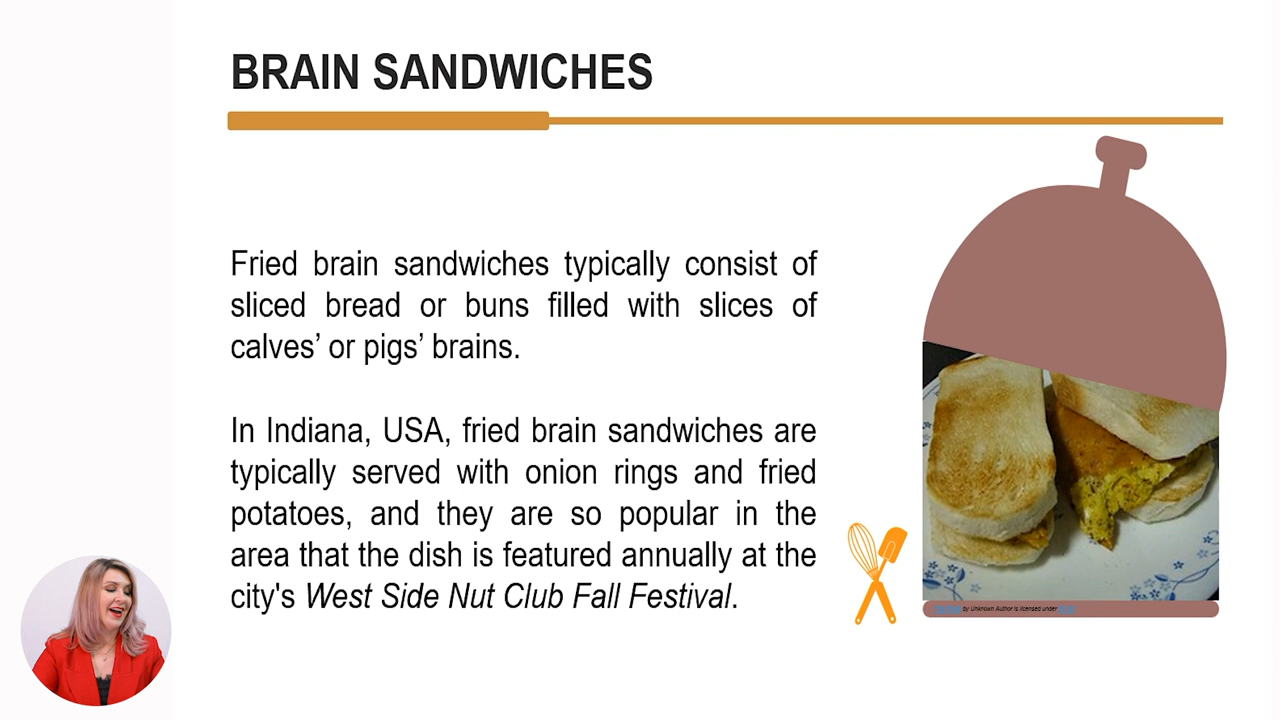 BRAIN SANDWICHES
Fried brain sandwiches typically consist of
sliced bread or buns filled with slices of
calves’ or pigs’ brains.
In Indiana, USA, fried brain sandwiches are
typically served with onion rings and fried
potatoes, and they are so popular in the
area that the dish is featured annually at the
city's West Side Nut Club Fall Festival.
by Unknown Author is licensed under